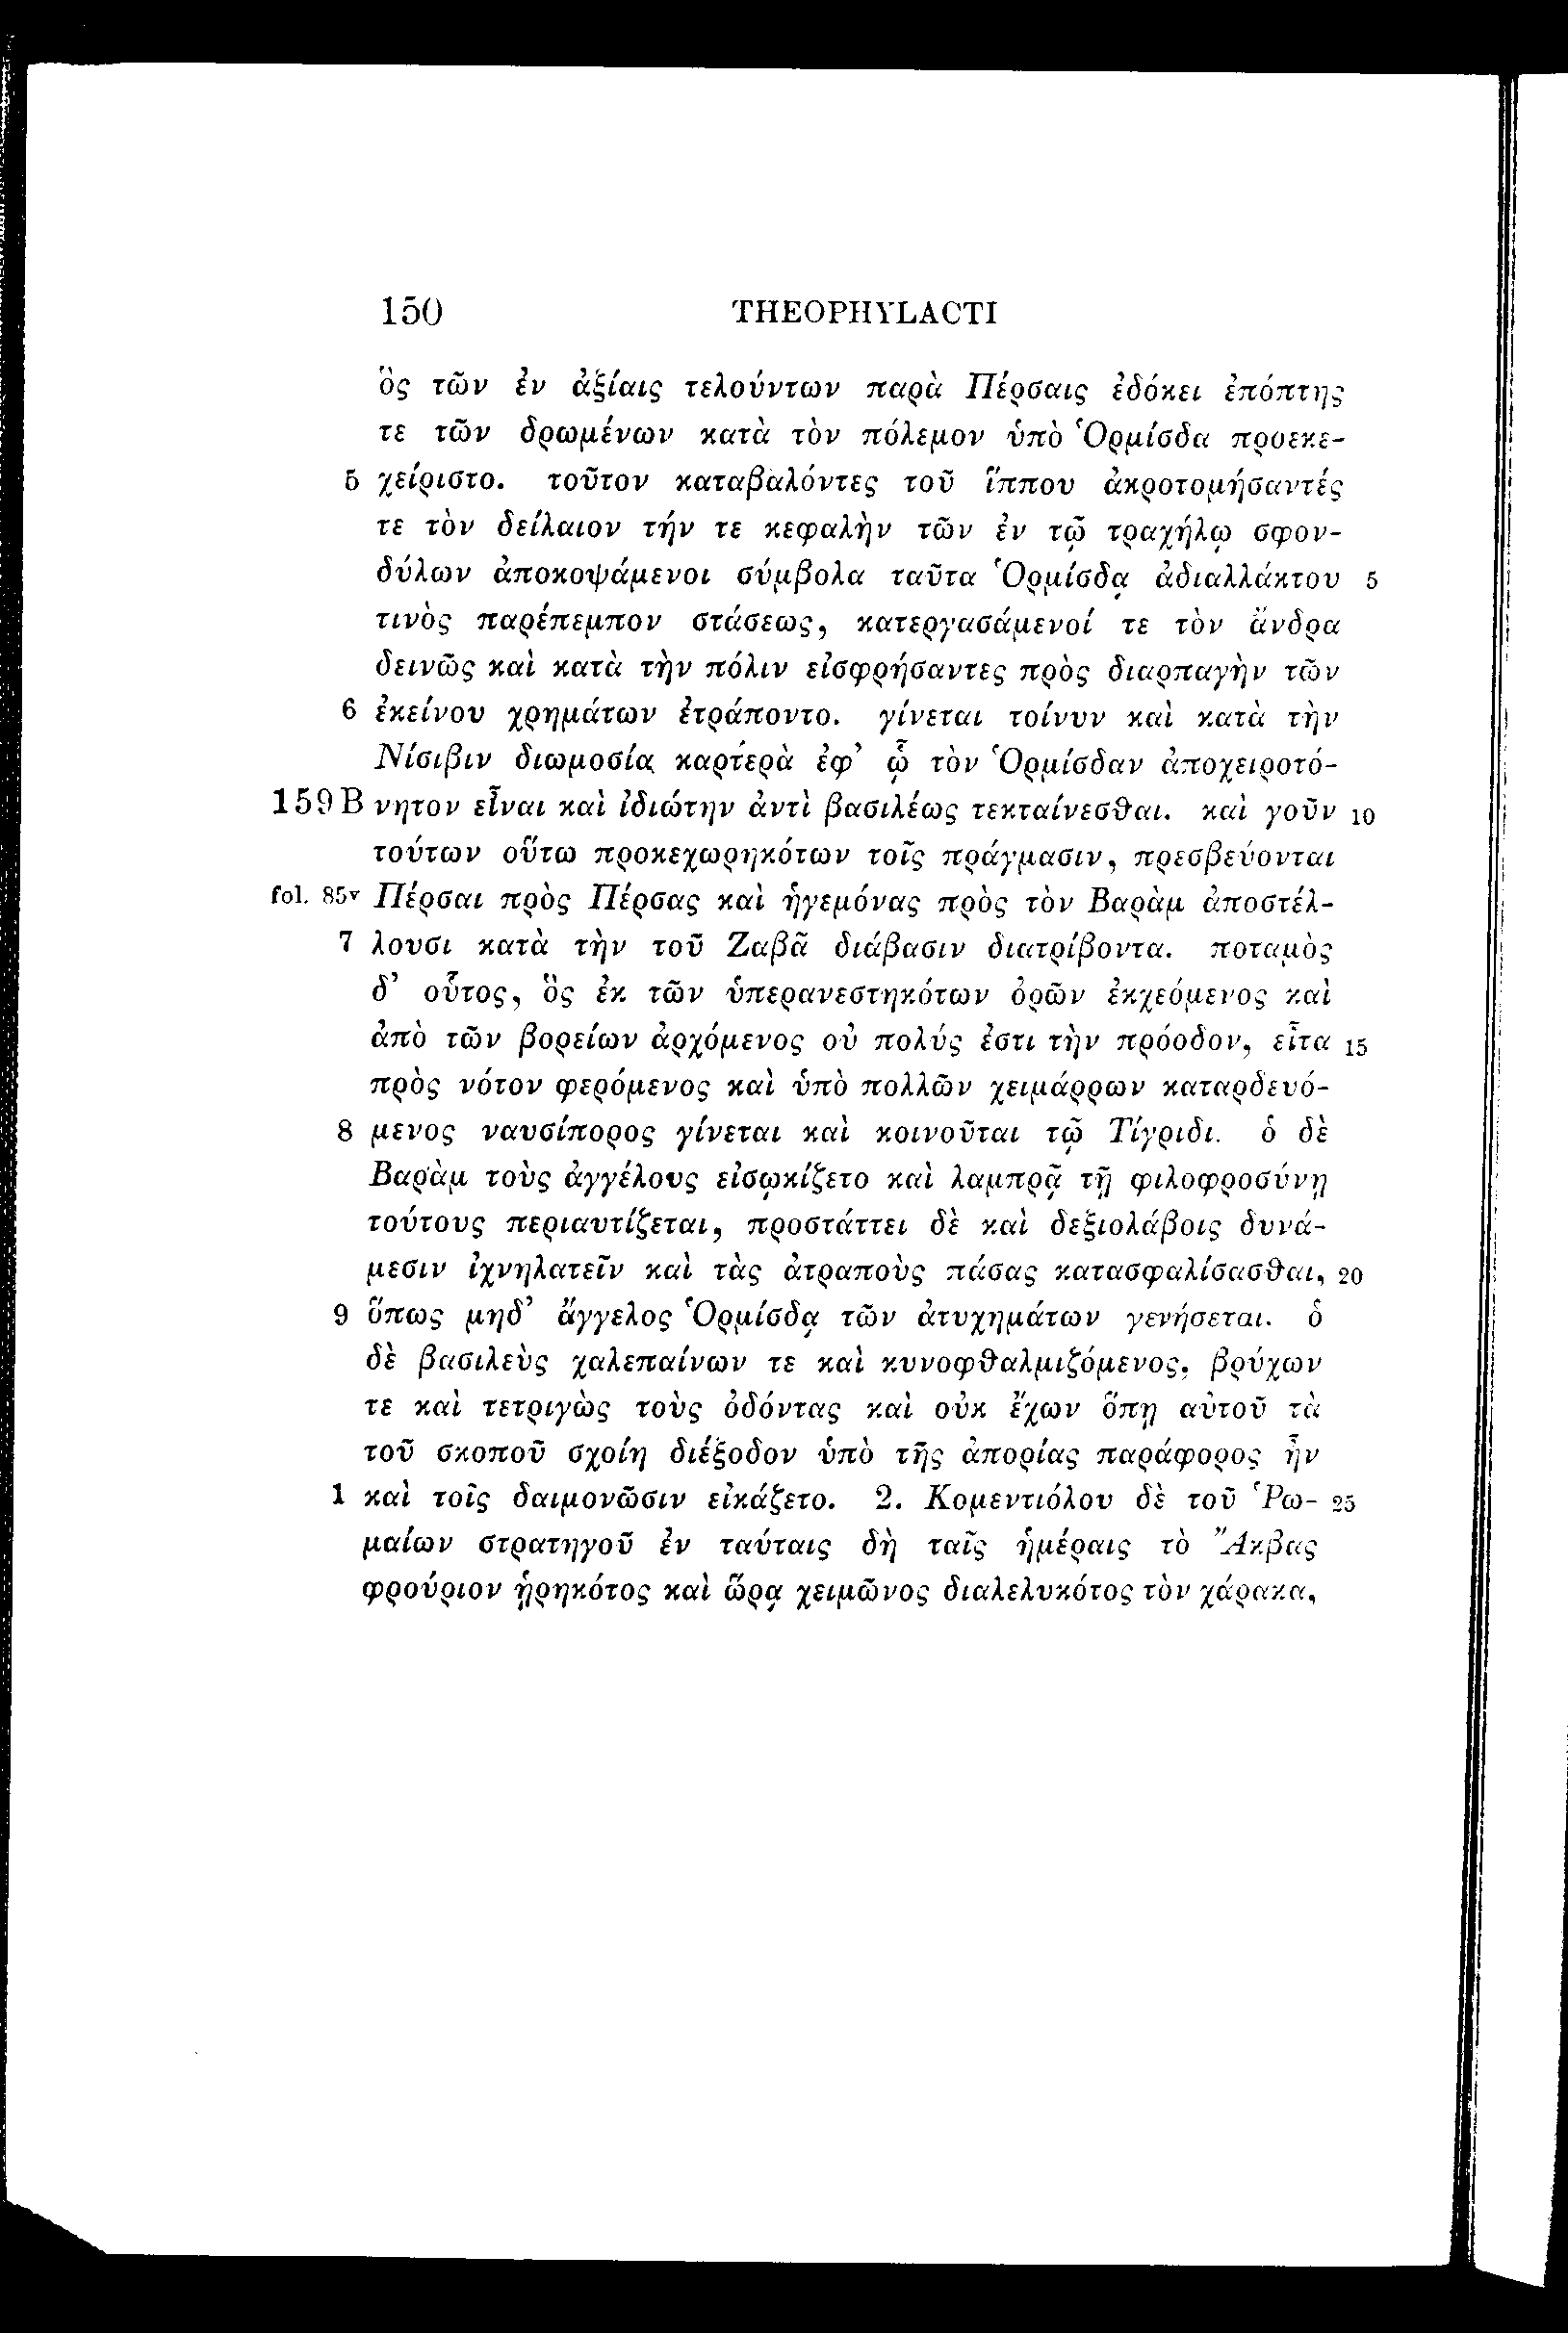 150 THEOPHYLACTI
ὃς τῶν ἐν ἀξίαις τελούντων παρὰ Πέρσαις ἐδόκει ἐπόπτης
τε τῶν δρωμένων κατὰ τὸν πόλεμον ὑπὸ Ὁρμίσδα προεκε-
5 χείριστο. τοῦτον καταβαλόντες τοῦ ἵππου ἀκροτομήσαντές
τε τὸν δείλαιον τήν τε κεφαλὴν τῶν ἐν τῷ τραχήλῳ σφον-
δύλων ἀποκοψάμενοι σύμβολα ταῦτα Ὁρμίσδᾳ ἀδιαλλάκτου 5
τινὸς παρέπεμπον στάσεως, κατεργασάμενοί τε τὸν ἄνδρα
δεινῶς καὶ κατὰ τὴν πόλιν εἰσφρήσαντες πρὸς διαρπαγὴν τῶν
6 ἐκείνου χρημάτων ἐτράποντο. γίνεται τοίνυν καὶ κατὰ τὴν
Νίσιβιν διωμοσία καρτερὰ ἐφ’ ᾧ τὸν Ὁρμίσδαν ἀποχειροτό-
159 B νητον εἶναι καὶ ἰδιώτην ἀντὶ βασιλέως τεκταίνεσθαι. καὶ γοῦν 10
τούτων οὕτω προκεχωρηκότων τοῖς πράγμασιν, πρεσβεύονται
fol. 85v Πέρσαι πρὸς Πέρσας καὶ ἡγεμόνας πρὸς τὸν Βαρὰμ ἀποστέλ-
7 λουσι κατὰ τὴν τοῦ Ζαβᾶ διάβασιν διατρίβοντα. ποταμὸς
δ’ οὗτος, ὃς ἐκ τῶν ὑπερανεστηκότων ὀρῶν ἐκχεόμενος καὶ
ἀπὸ τῶν βορείων ἀρχόμενος οὐ πολύς ἐστι τὴν πρόοδον, εἶτα 15
πρὸς νότον φερόμενος καὶ ὑπὸ πολλῶν χειμάρρων καταρδευό-
8 μενος ναυσίπορος γίνεται καὶ κοινοῦται τῷ Τίγριδι. ὁ δὲ
Βαρὰμ τοὺς ἀγγέλους εἰσῳκίζετο καὶ λαμπρᾷ τῇ φιλοφροσύνῃ
τούτους περιαυτίζεται, προστάττει δὲ καὶ δεξιολάβοις δυνά-
μεσιν ἰχνηλατεῖν καὶ τὰς ἀτραποὺς πάσας κατασφαλίσασθαι, 20
9 ὅπως μηδ’ ἄγγελος Ὁρμίσδᾳ τῶν ἀτυχημάτων γενήσεται. ὁ
δὲ βασιλεὺς χαλεπαίνων τε καὶ κυνοφθαλμιζόμενος, βρύχων
τε καὶ τετριγὼς τοὺς ὀδόντας καὶ οὐκ ἔχων ὅπῃ αὐτοῦ τὰ
τοῦ σκοποῦ σχοίη διέξοδον ὑπὸ τῆς ἀπορίας παράφορος ἦν
1 καὶ τοῖς δαιμονῶσιν εἰκάζετο. 2. Κομεντιόλου δὲ τοῦ Ῥω- 25
μαίων στρατηγοῦ ἐν ταύταις δὴ ταῖς ἡμέραις τὸ Ἄκβας
φρούριον ᾑρηκότος καὶ ὥρᾳ χειμῶνος διαλελυκότος τὸν χάρακα,